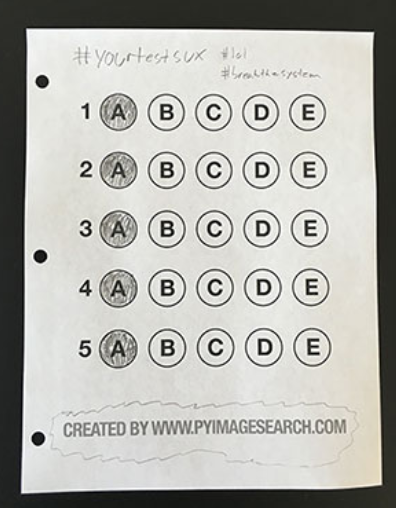 #yourtestsux #lol
#breakthesystem
1 A B C D E
2 A B C D E
3 A B C D E
4 A B C D E
5 A B C D E
CREATED BY WWW.PYIMAGESEARCH.COM